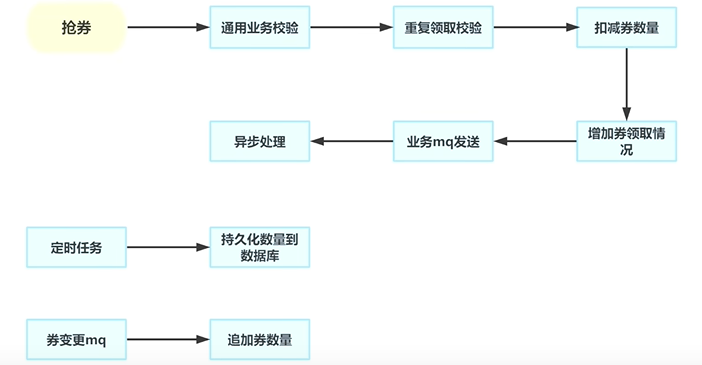 抢券
通用业务校验
重复领取校验
扣减券数量
异步处理
业务mq发送
增加券领取情
况
定时任务
持久化数量到
数据库
券变更mq
追加券数量